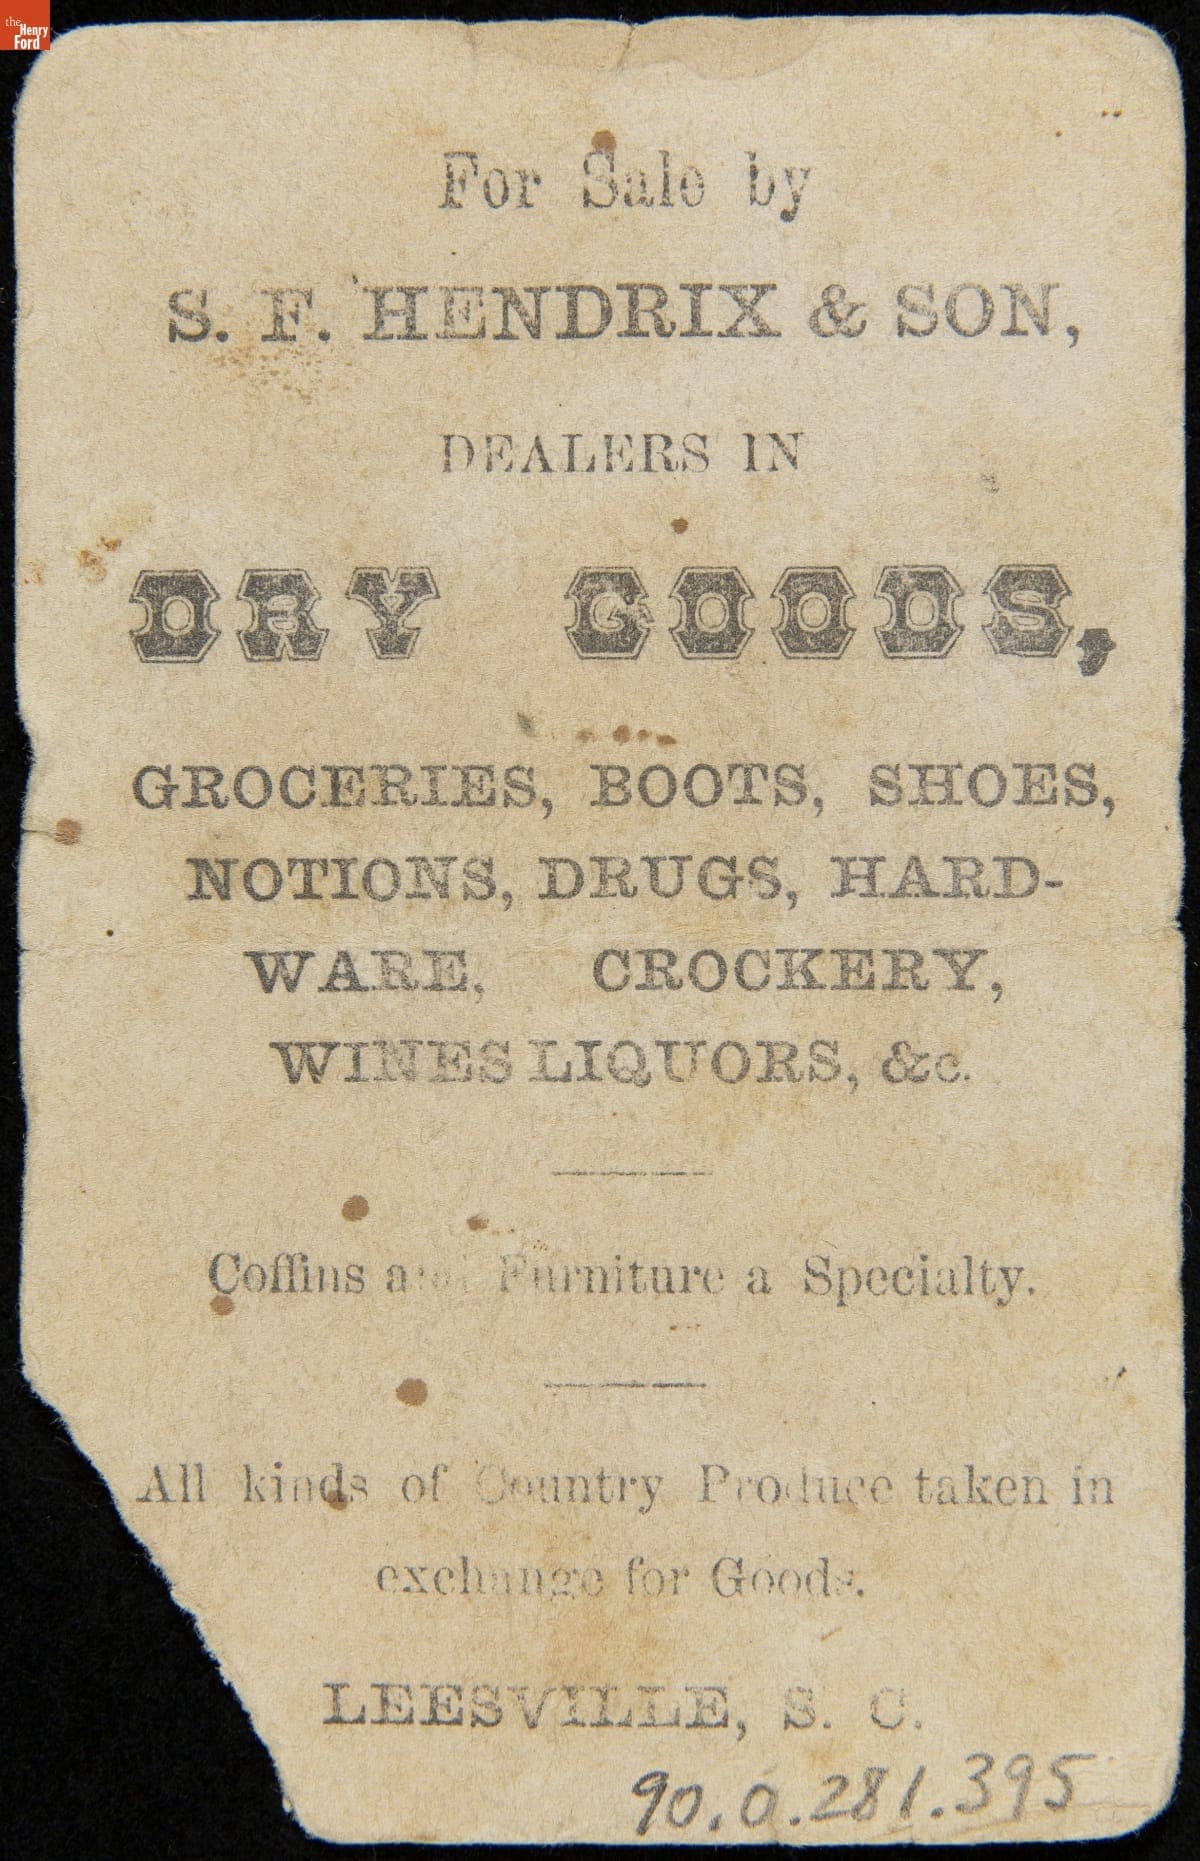 the
Henry
Ford
For Sale by
S. F. HENDRIX & SON,
DEALERS IN
DRY GOODS,
GROCERIES, BOOTS, SHOES,
NOTIONS, DRUGS, HARD-
WARE, CROCKERY,
WINES LIQUORS, &c.
Coffins and Furniture a Specialty.
All kinds of Country Produce taken in
exchange for Goods.
LEESVILLE, S. C.
90.0.281.395